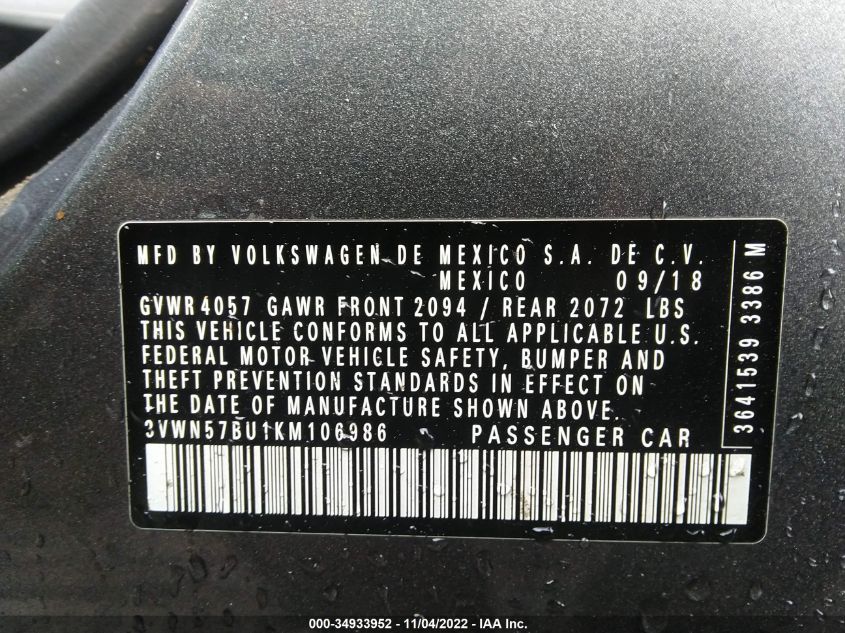 MFD BY VOLKSWAGEN DE MEXICO S.A. DE C.V.
MEXICO 09/18
GVWR 4057 GAWR FRONT 2094 / REAR 2072 LBS
THIS VEHICLE CONFORMS TO ALL APPLICABLE U.S.
FEDERAL MOTOR VEHICLE SAFETY, BUMPER AND
THEFT PREVENTION STANDARDS IN EFFECT ON
THE DATE OF MANUFACTURE SHOWN ABOVE.
3VWN57BU1KM106986 PASSENGER CAR
3641539 3386 M
000-34933952 - 11/04/2022 - IAA Inc.